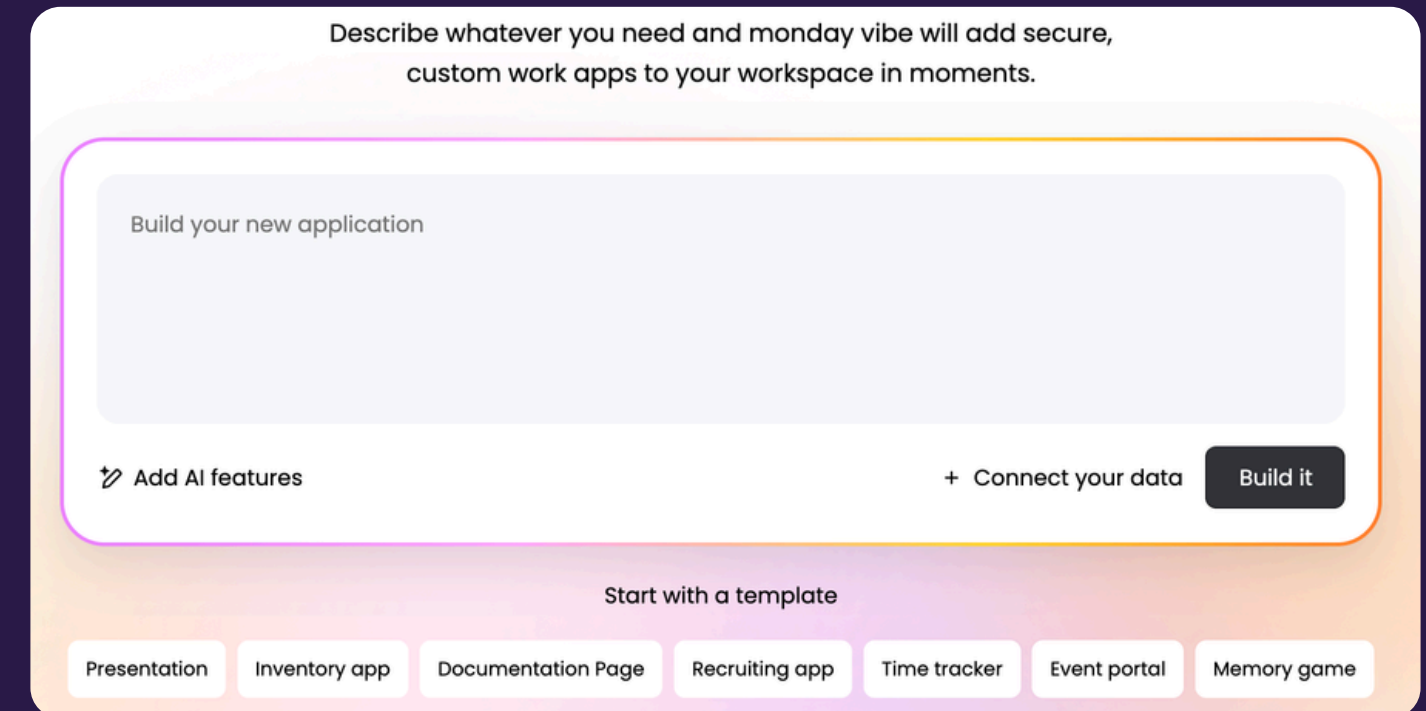 Describe whatever you need and monday vibe will add secure,
custom work apps to your workspace in moments.
Build your new application
Add AI features
+ Connect your data
Build it
Start with a template
Presentation
Inventory app
Documentation Page
Recruiting app
Time tracker
Event portal
Memory game